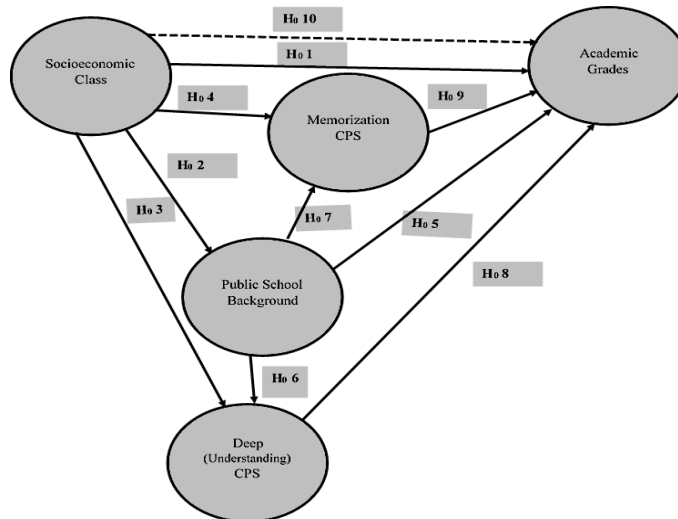 H₀ 10
Socioeconomic
Class
H₀ 1
Academic
Grades
H₀ 4
H₀ 9
Memorization
CPS
H₀ 2
H₀ 3
H₀ 7
H₀ 5
H₀ 8
Public School
Background
H₀ 6
Deep
(Understanding)
CPS